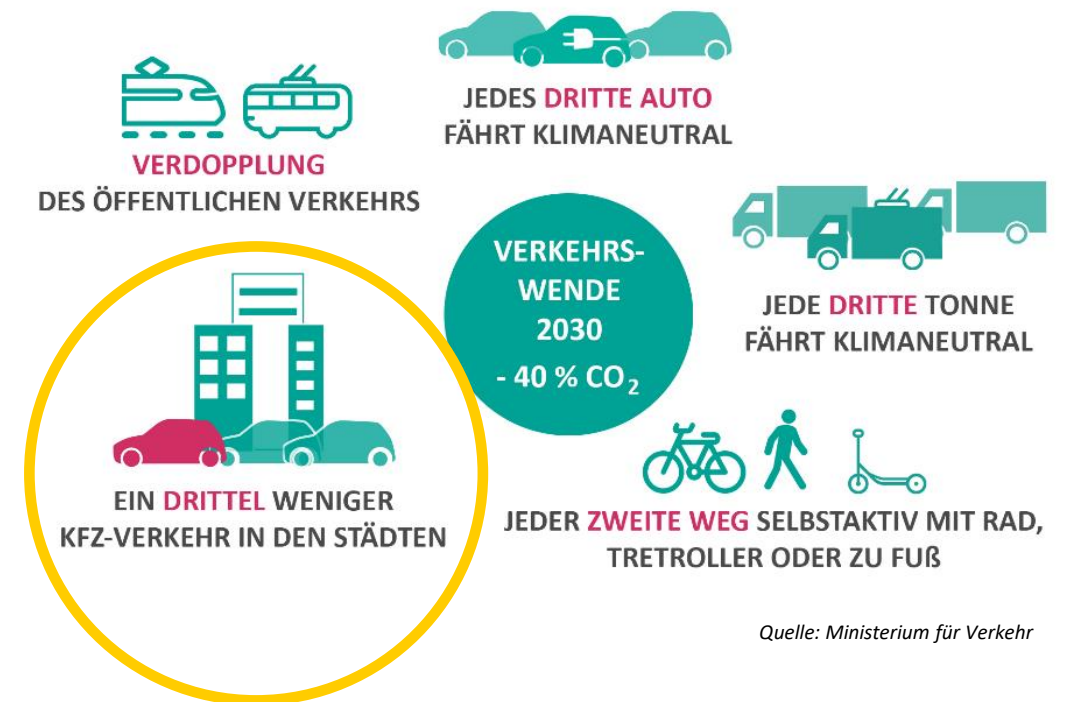 JEDES DRITTE AUTO
FÄHRT KLIMANEUTRAL
VERDOPPLUNG
DES ÖFFENTLICHEN VERKEHRS
VERKEHRS-
WENDE
2030
- 40 % CO₂
JEDE DRITTE TONNE
FÄHRT KLIMANEUTRAL
EIN DRITTEL WENIGER
KFZ-VERKEHR IN DEN STÄDTEN
JEDER ZWEITE WEG SELBSTAKTIV MIT RAD,
TRETROLLER ODER ZU FUß
Quelle: Ministerium für Verkehr